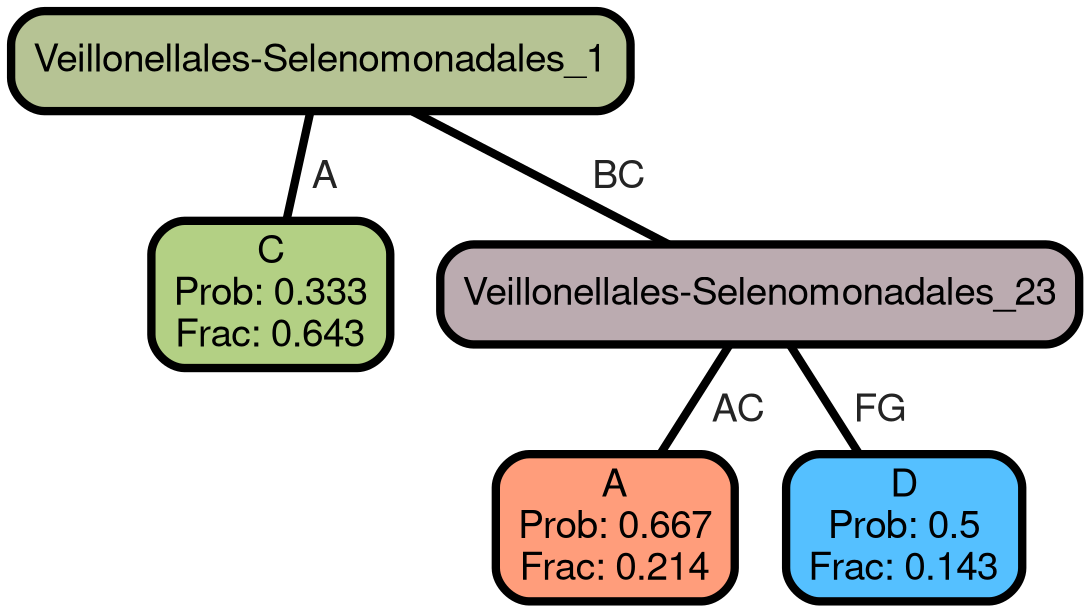 Veillonellales-Selenomonadales_1
A
BC
C
Prob: 0.333
Frac: 0.643
Veillonellales-Selenomonadales_23
AC
FG
A
Prob: 0.667
Frac: 0.214
D
Prob: 0.5
Frac: 0.143